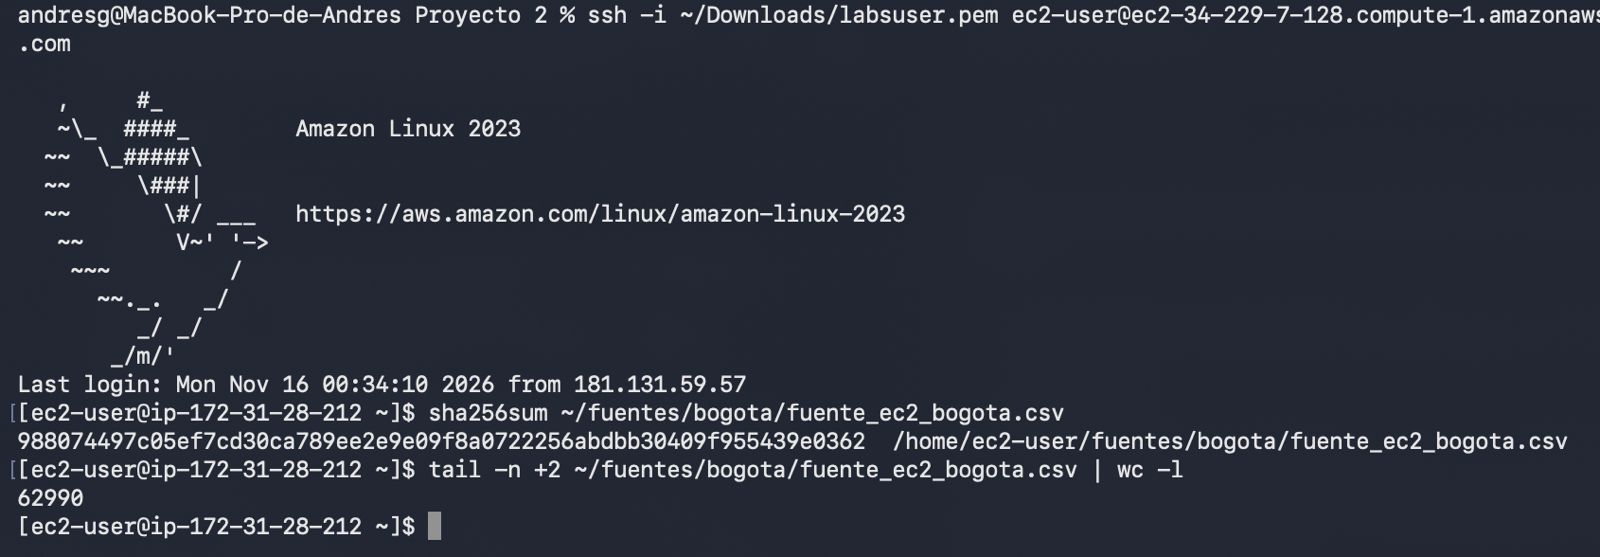 andresg@MacBook-Pro-de-Andres Proyecto 2 % ssh -i ~/Downloads/labsuser.pem ec2-user@ec2-34-229-7-128.compute-1.amazonaws
.com
   ,     #_
   ~\_  ####_        Amazon Linux 2023
  ~~  \_#####\
  ~~     \###|
  ~~       \#/ ___   https://aws.amazon.com/linux/amazon-linux-2023
   ~~       V~' '->
    ~~~         /
      ~~._.   _/
         _/ _/
       _/m/'
Last login: Mon Nov 16 00:34:10 2026 from 181.131.59.57
[[ec2-user@ip-172-31-28-212 ~]$ sha256sum ~/fuentes/bogota/fuente_ec2_bogota.csv
988074497c05ef7cd30ca789ee2e9e09f8a0722256abdbb30409f955439e0362  /home/ec2-user/fuentes/bogota/fuente_ec2_bogota.csv
[[ec2-user@ip-172-31-28-212 ~]$ tail -n +2 ~/fuentes/bogota/fuente_ec2_bogota.csv | wc -l
62990
[ec2-user@ip-172-31-28-212 ~]$